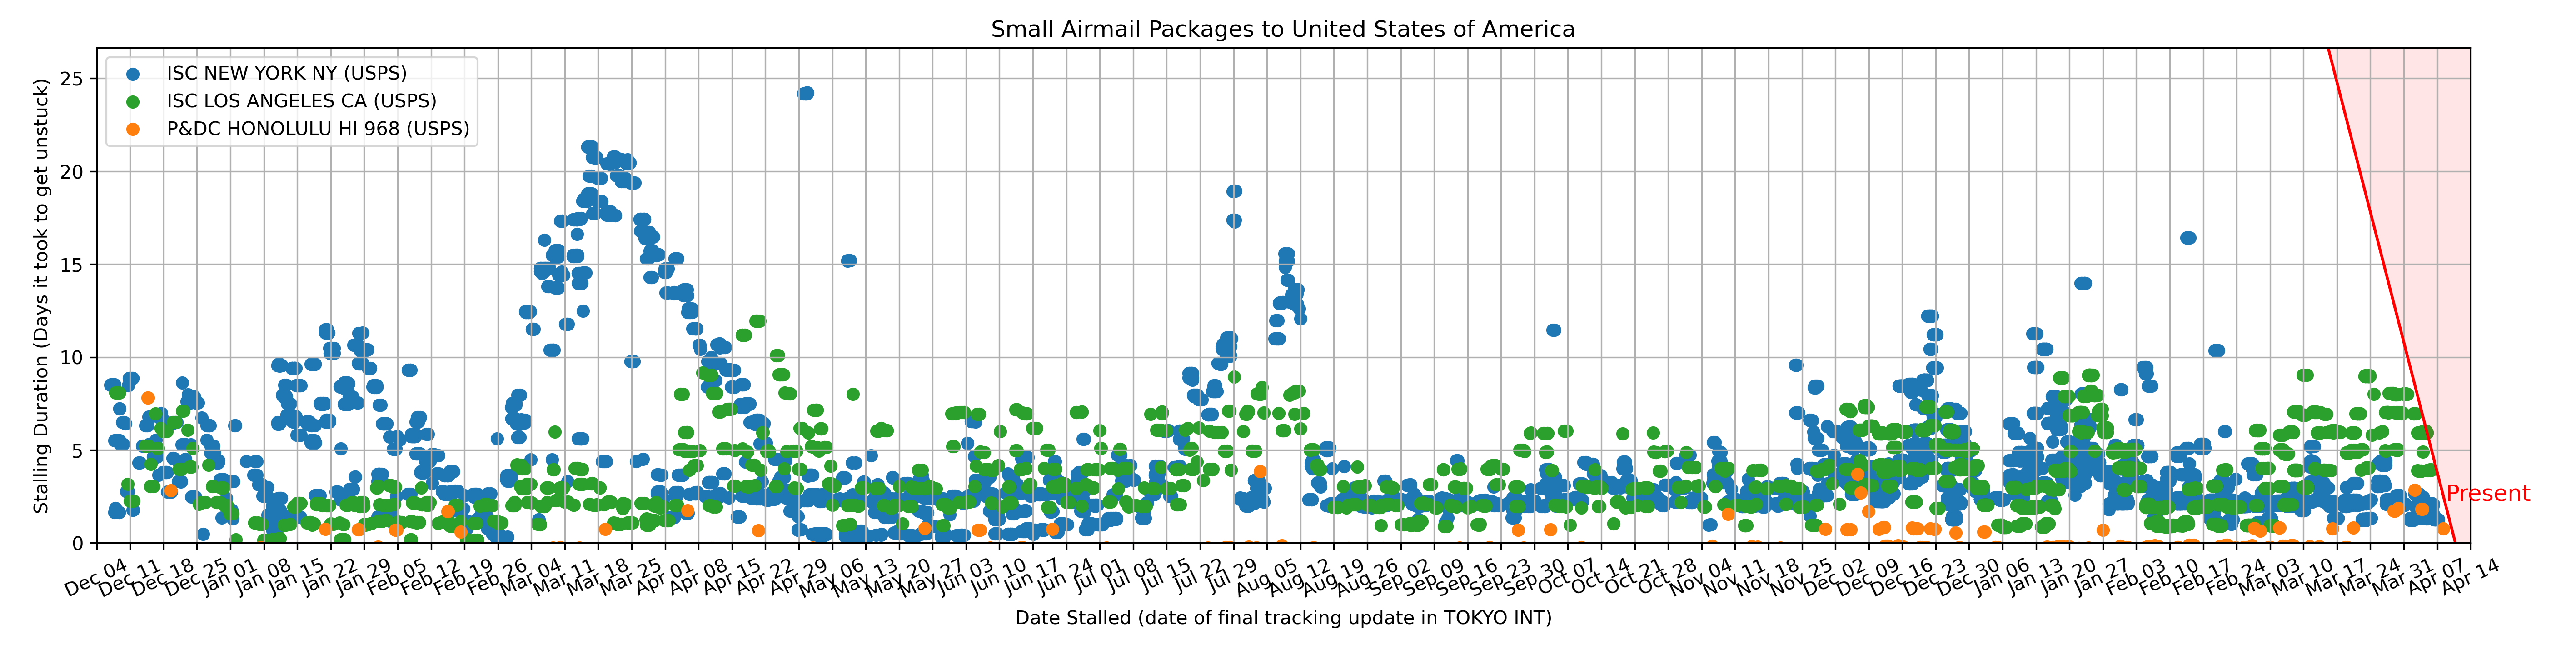 Small Airmail Packages to United States of America
Stalling Duration (Days it took to get unstuck)
25
20
15
10
5
0
ISC NEW YORK NY (USPS)
ISC LOS ANGELES CA (USPS)
P&DC HONOLULU HI 968 (USPS)
Present
Dec 04
Dec 11
Dec 18
Dec 25
Jan 01
Jan 08
Jan 15
Jan 22
Jan 29
Feb 05
Feb 12
Feb 19
Feb 26
Mar 04
Mar 11
Mar 18
Mar 25
Apr 01
Apr 08
Apr 15
Apr 22
Apr 29
May 06
May 13
May 20
May 27
Jun 03
Jun 10
Jun 17
Jun 24
Jul 01
Jul 08
Jul 15
Jul 22
Jul 29
Aug 05
Aug 12
Aug 19
Aug 26
Sep 02
Sep 09
Sep 16
Sep 23
Sep 30
Oct 07
Oct 14
Oct 21
Oct 28
Nov 04
Nov 11
Nov 18
Nov 25
Dec 02
Dec 09
Dec 16
Dec 23
Dec 30
Jan 06
Jan 13
Jan 20
Jan 27
Feb 03
Feb 10
Feb 17
Feb 24
Mar 03
Mar 10
Mar 17
Mar 24
Mar 31
Apr 07
Apr 14
Date Stalled (date of final tracking update in TOKYO INT)